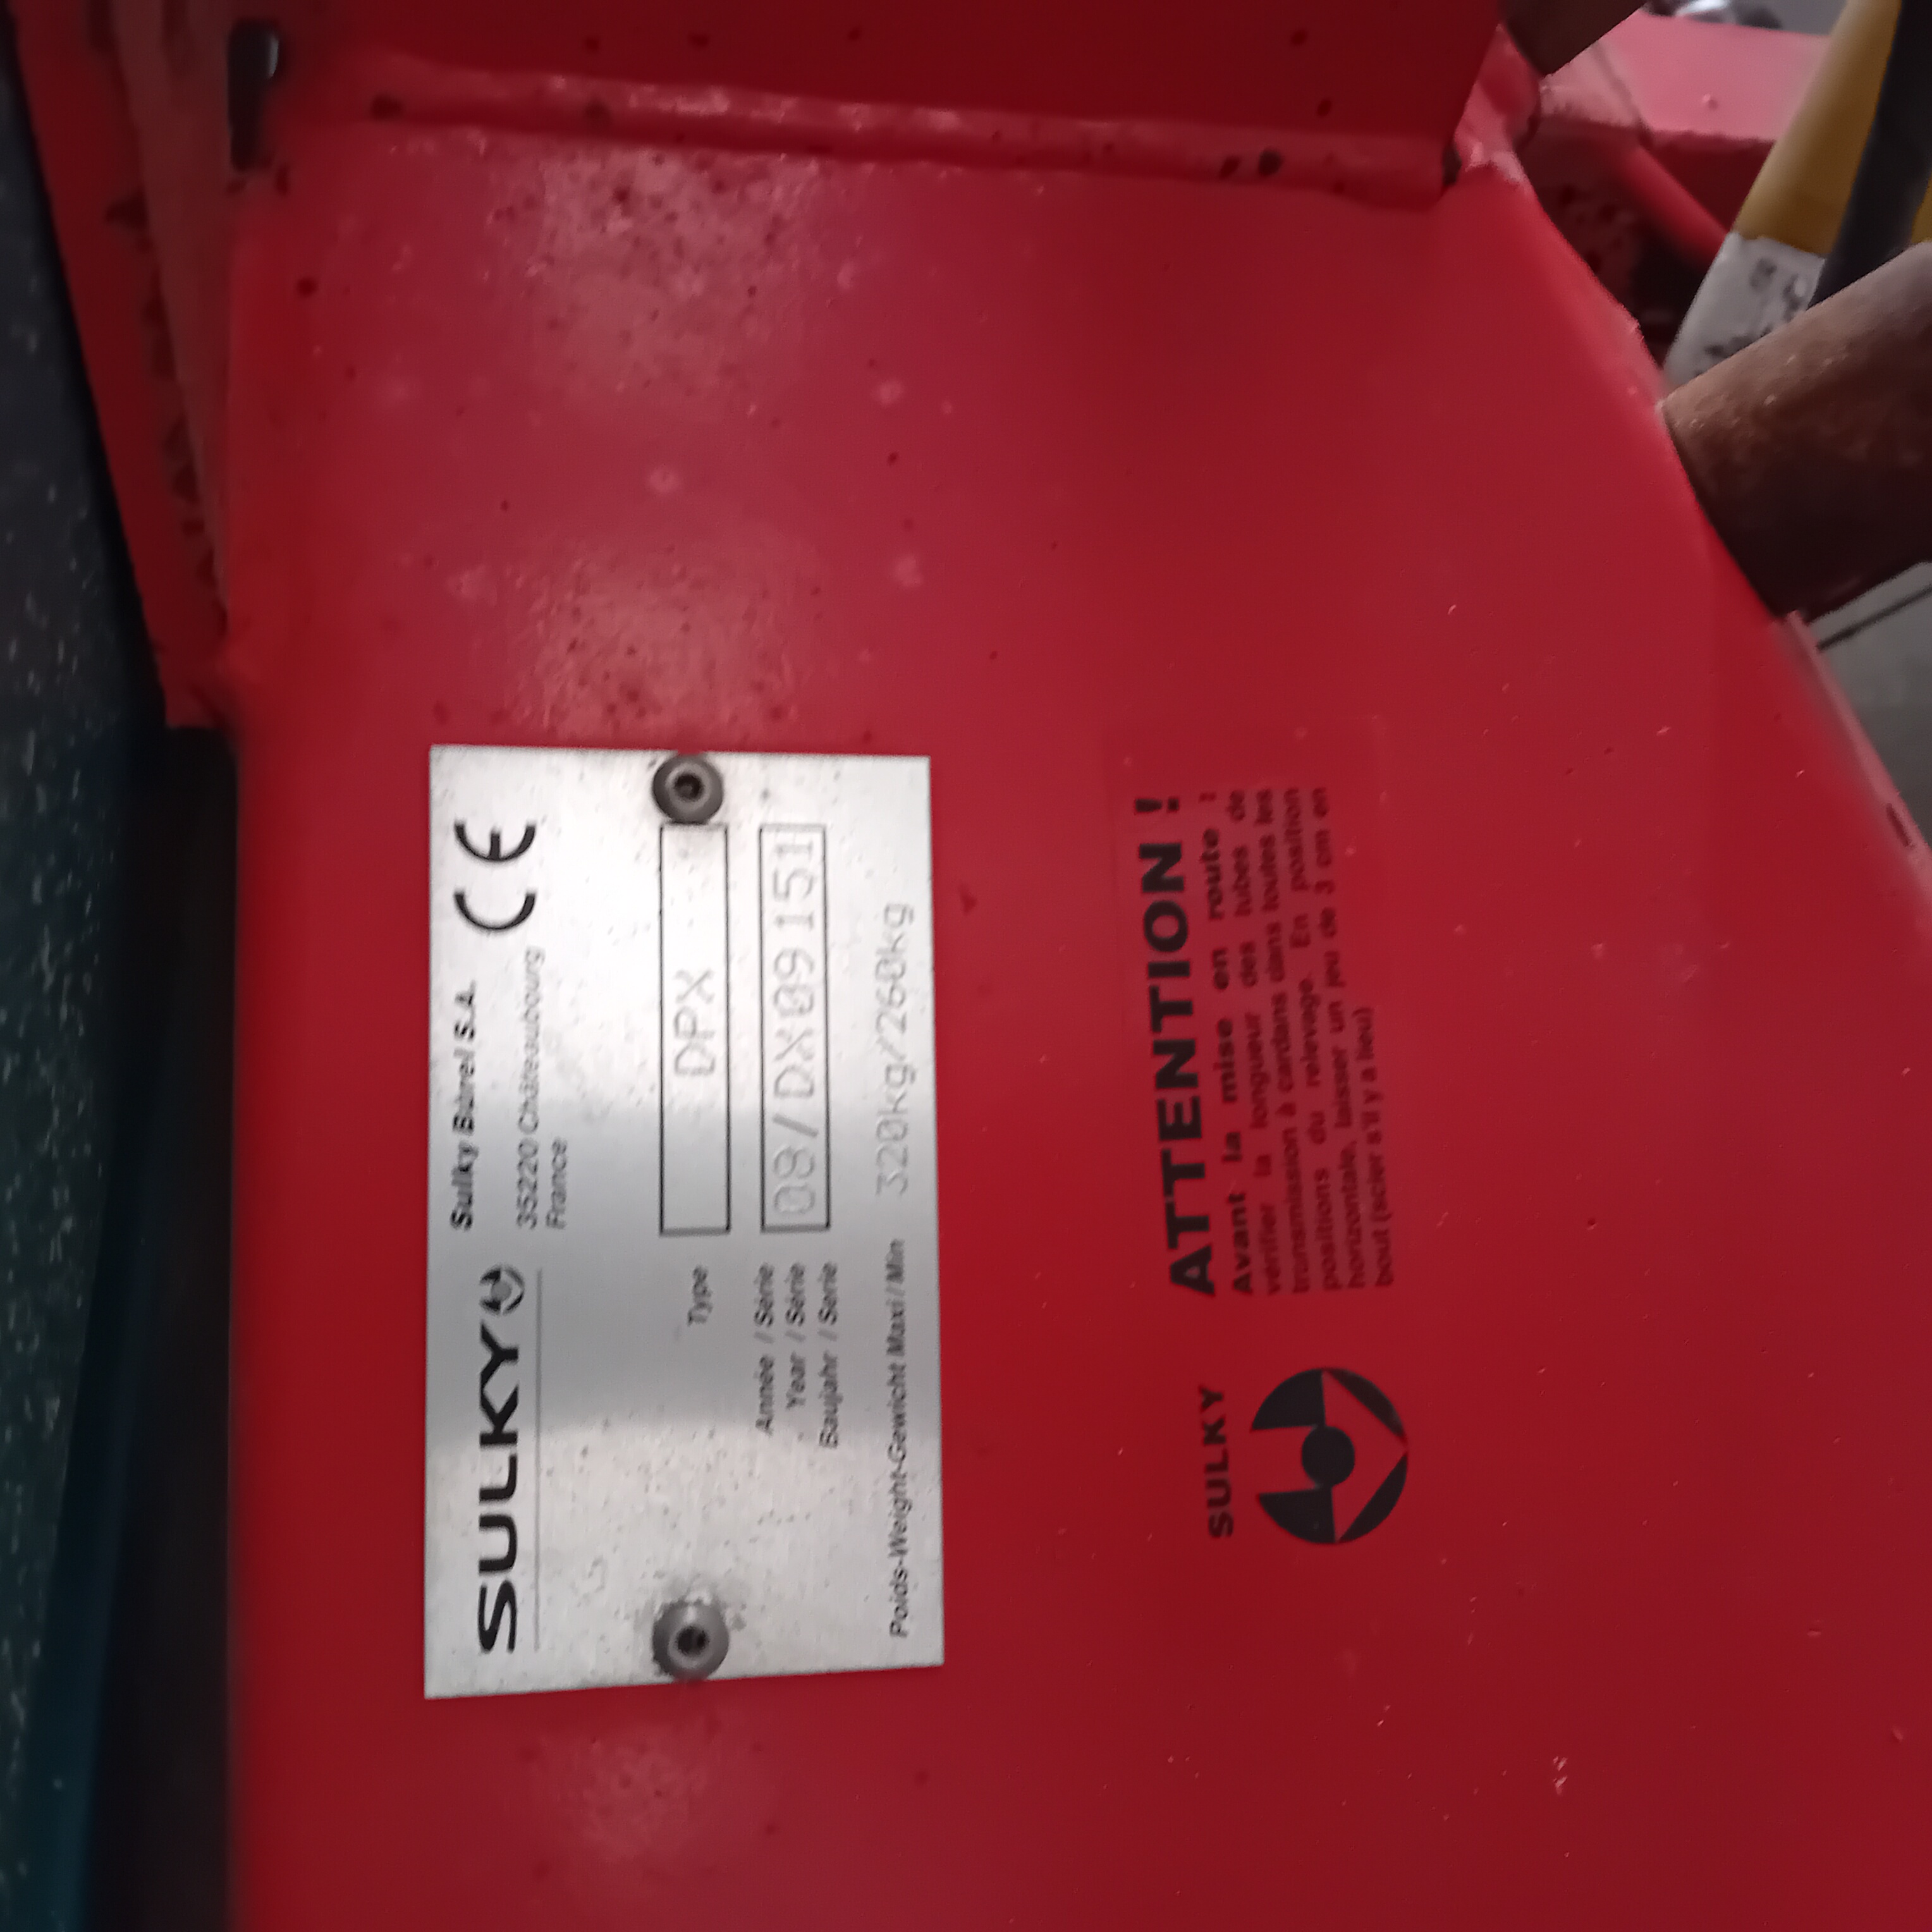 SULKY
Sulky Burel S.A.
35220 Châteaubourg
France
CE
Type DPX
Année / Série
Year / Série
Baujahr / Serie
08/DX09151
Poids-Weight-Gewicht Maxi/Min 320kg/260kg
SULKY
ATTENTION !
Avant la mise en route :
vérifier la longueur des tubes de
transmission à cardans dans toutes les
positions du relevage. En position
horizontale, laisser un jeu de 3 cm en
bout (scier s'il y a lieu)